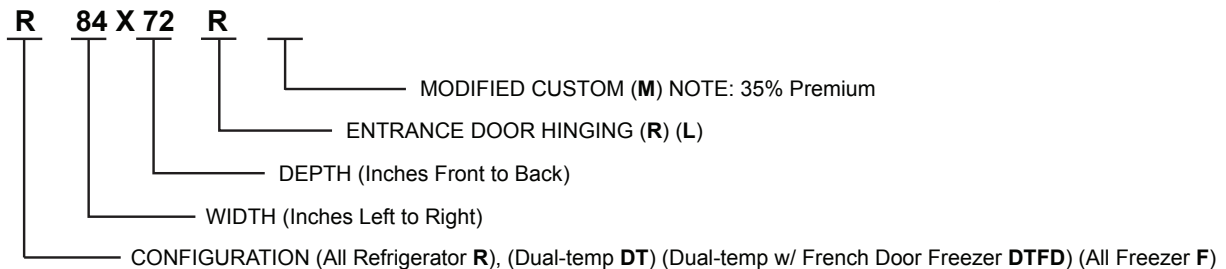 R 84 X 72 R
MODIFIED CUSTOM (M) NOTE: 35% Premium
ENTRANCE DOOR HINGING (R) (L)
DEPTH (Inches Front to Back)
WIDTH (Inches Left to Right)
CONFIGURATION (All Refrigerator R), (Dual-temp DT) (Dual-temp w/ French Door Freezer DTFD) (All Freezer F)